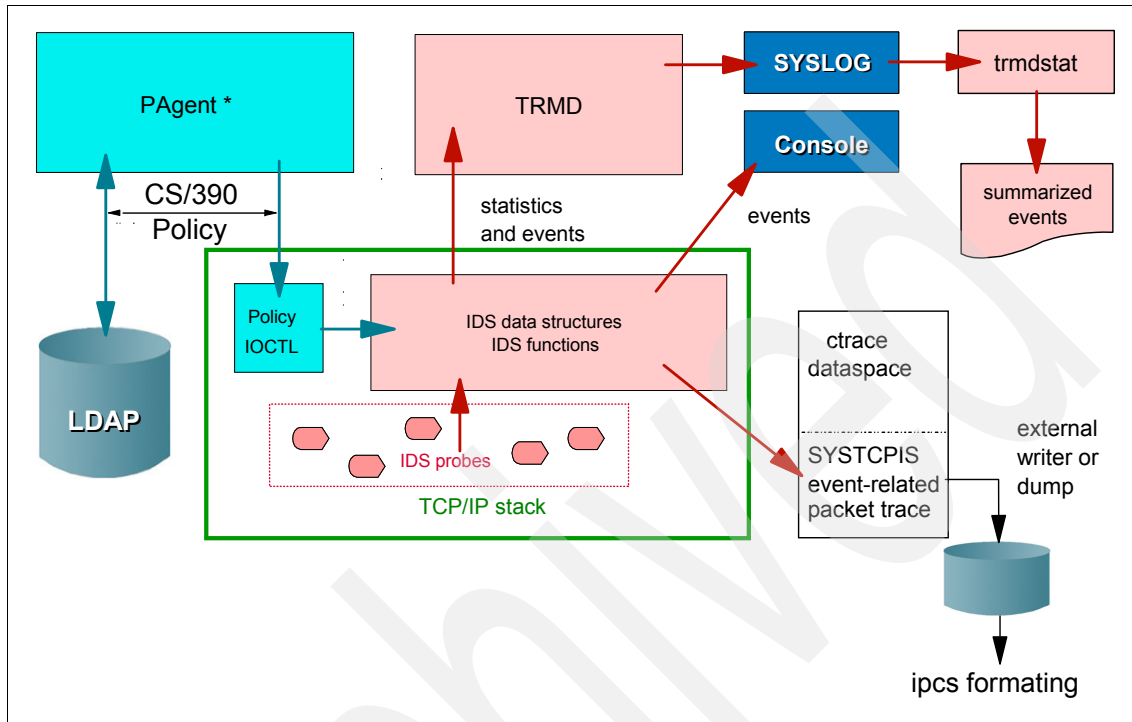 PAgent *
TRMD
SYSLOG
trmdstat
Console
CS/390
Policy
statistics
and events
events
summarized
events
Policy
IOCTL
IDS data structures
IDS functions
LDAP
IDS probes
TCP/IP stack
ctrace
dataspace
SYSTCPIS
event-related
packet trace
external
writer or
dump
ipcs formating